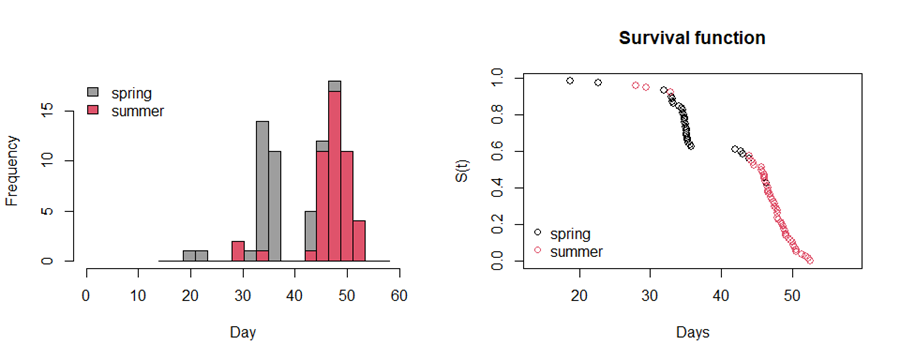 spring
summer
Frequency
0
5
10
15
0 10 20 30 40 50 60
Day
Survival function
S(t)
0.0
0.2
0.4
0.6
0.8
1.0
spring
summer
20 30 40 50
Days